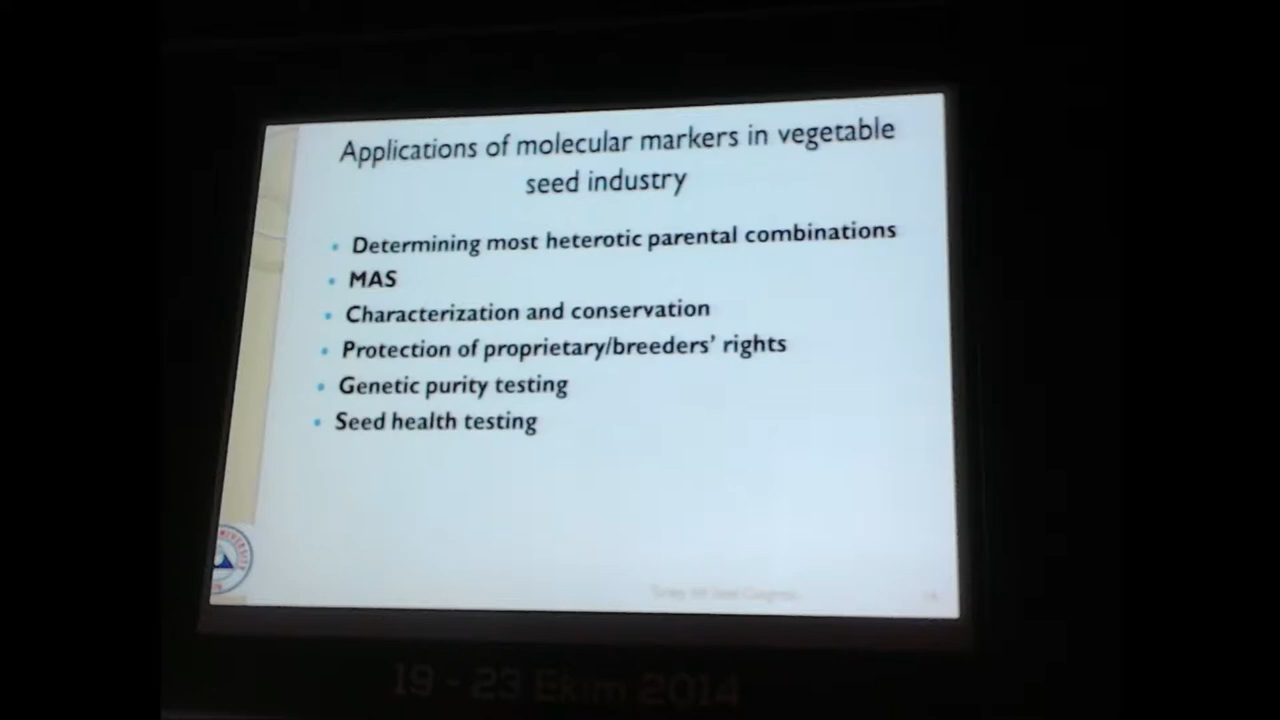 Applications of molecular markers in vegetable
seed industry
• Determining most heterotic parental combinations
• MAS
• Characterization and conservation
• Protection of proprietary/breeders' rights
• Genetic purity testing
• Seed health testing
UNIVERSITY
19 - 23 Ekim 2014